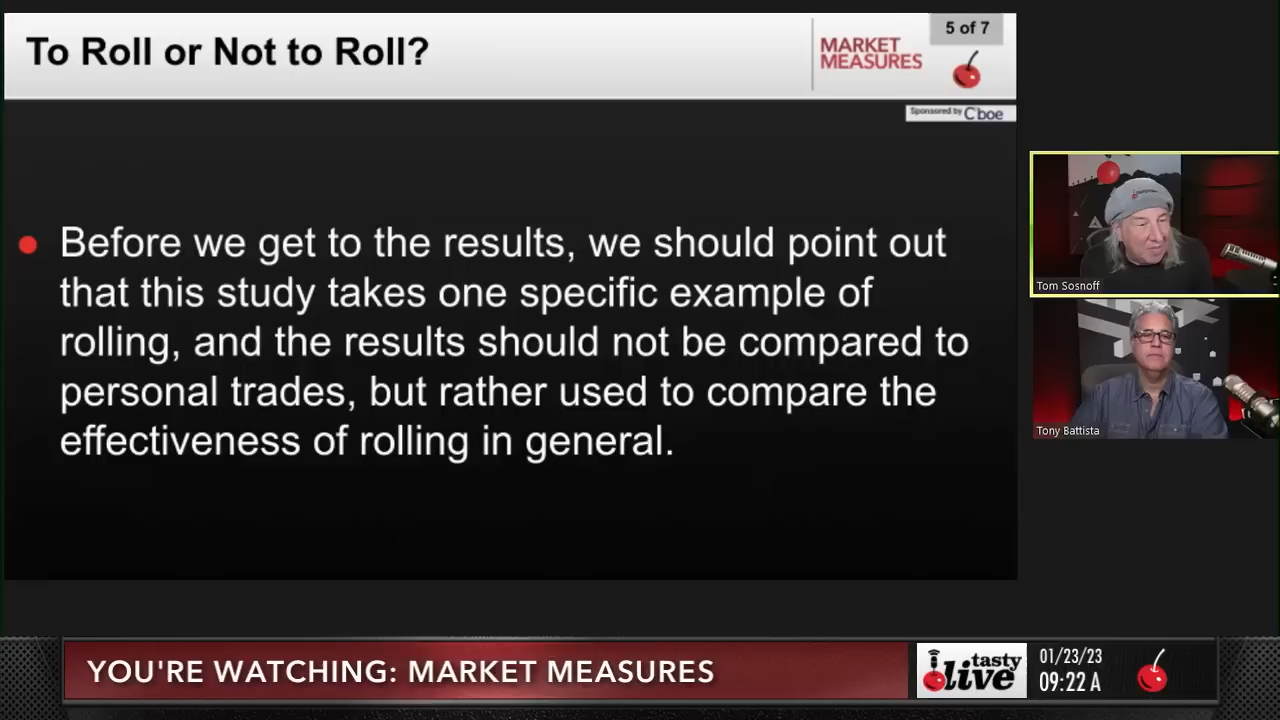 To Roll or Not to Roll?
MARKET
MEASURES
5 of 7
Sponsored by Cboe
Before we get to the results, we should point out
that this study takes one specific example of
rolling, and the results should not be compared to
personal trades, but rather used to compare the
effectiveness of rolling in general.
Tom Sosnoff
Tony Battista
YOU'RE WATCHING: MARKET MEASURES
tasty
live
01/23/23
09:22 A